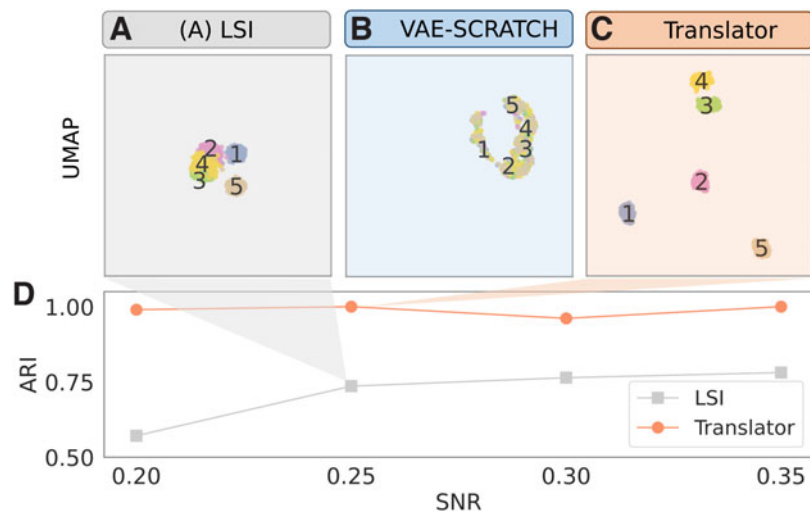 A (A) LSI
B VAE-SCRATCH
C Translator
UMAP
2
1
4
3
5
5
4
1
3
2
4
3
2
1
5
D
1.00
0.75
0.50
ARI
LSI
Translator
0.20 0.25 0.30 0.35
SNR